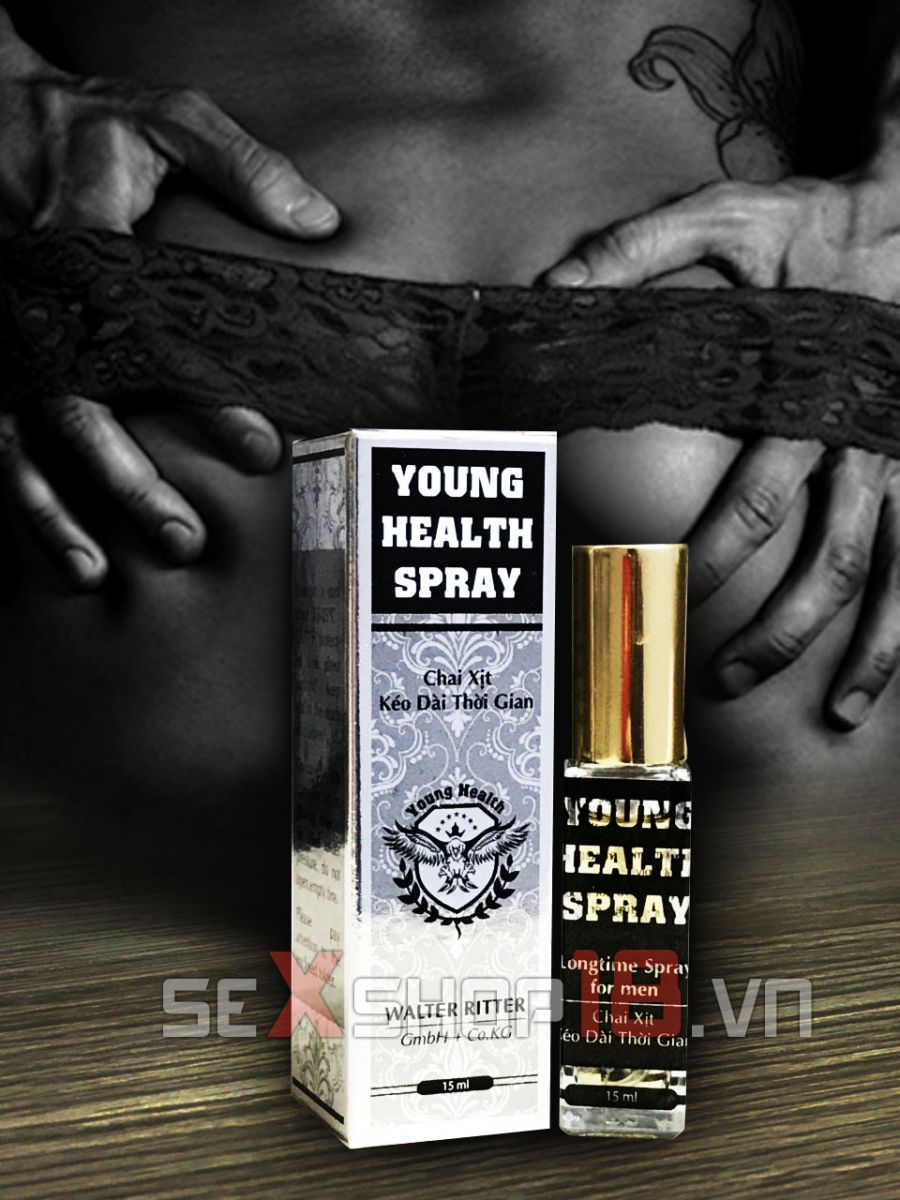 YOUNG
HEALTH
SPRAY
Chai Xịt
Kéo Dài Thời Gian
Young Health
WALTER RITTER
GmbH + Co.KG
15 ml
YOUNG
HEALTH
SPRAY
Longtime Spray
for men
Chai Xịt
Kéo Dài Thời Gian
15 ml
seXshop18.vn